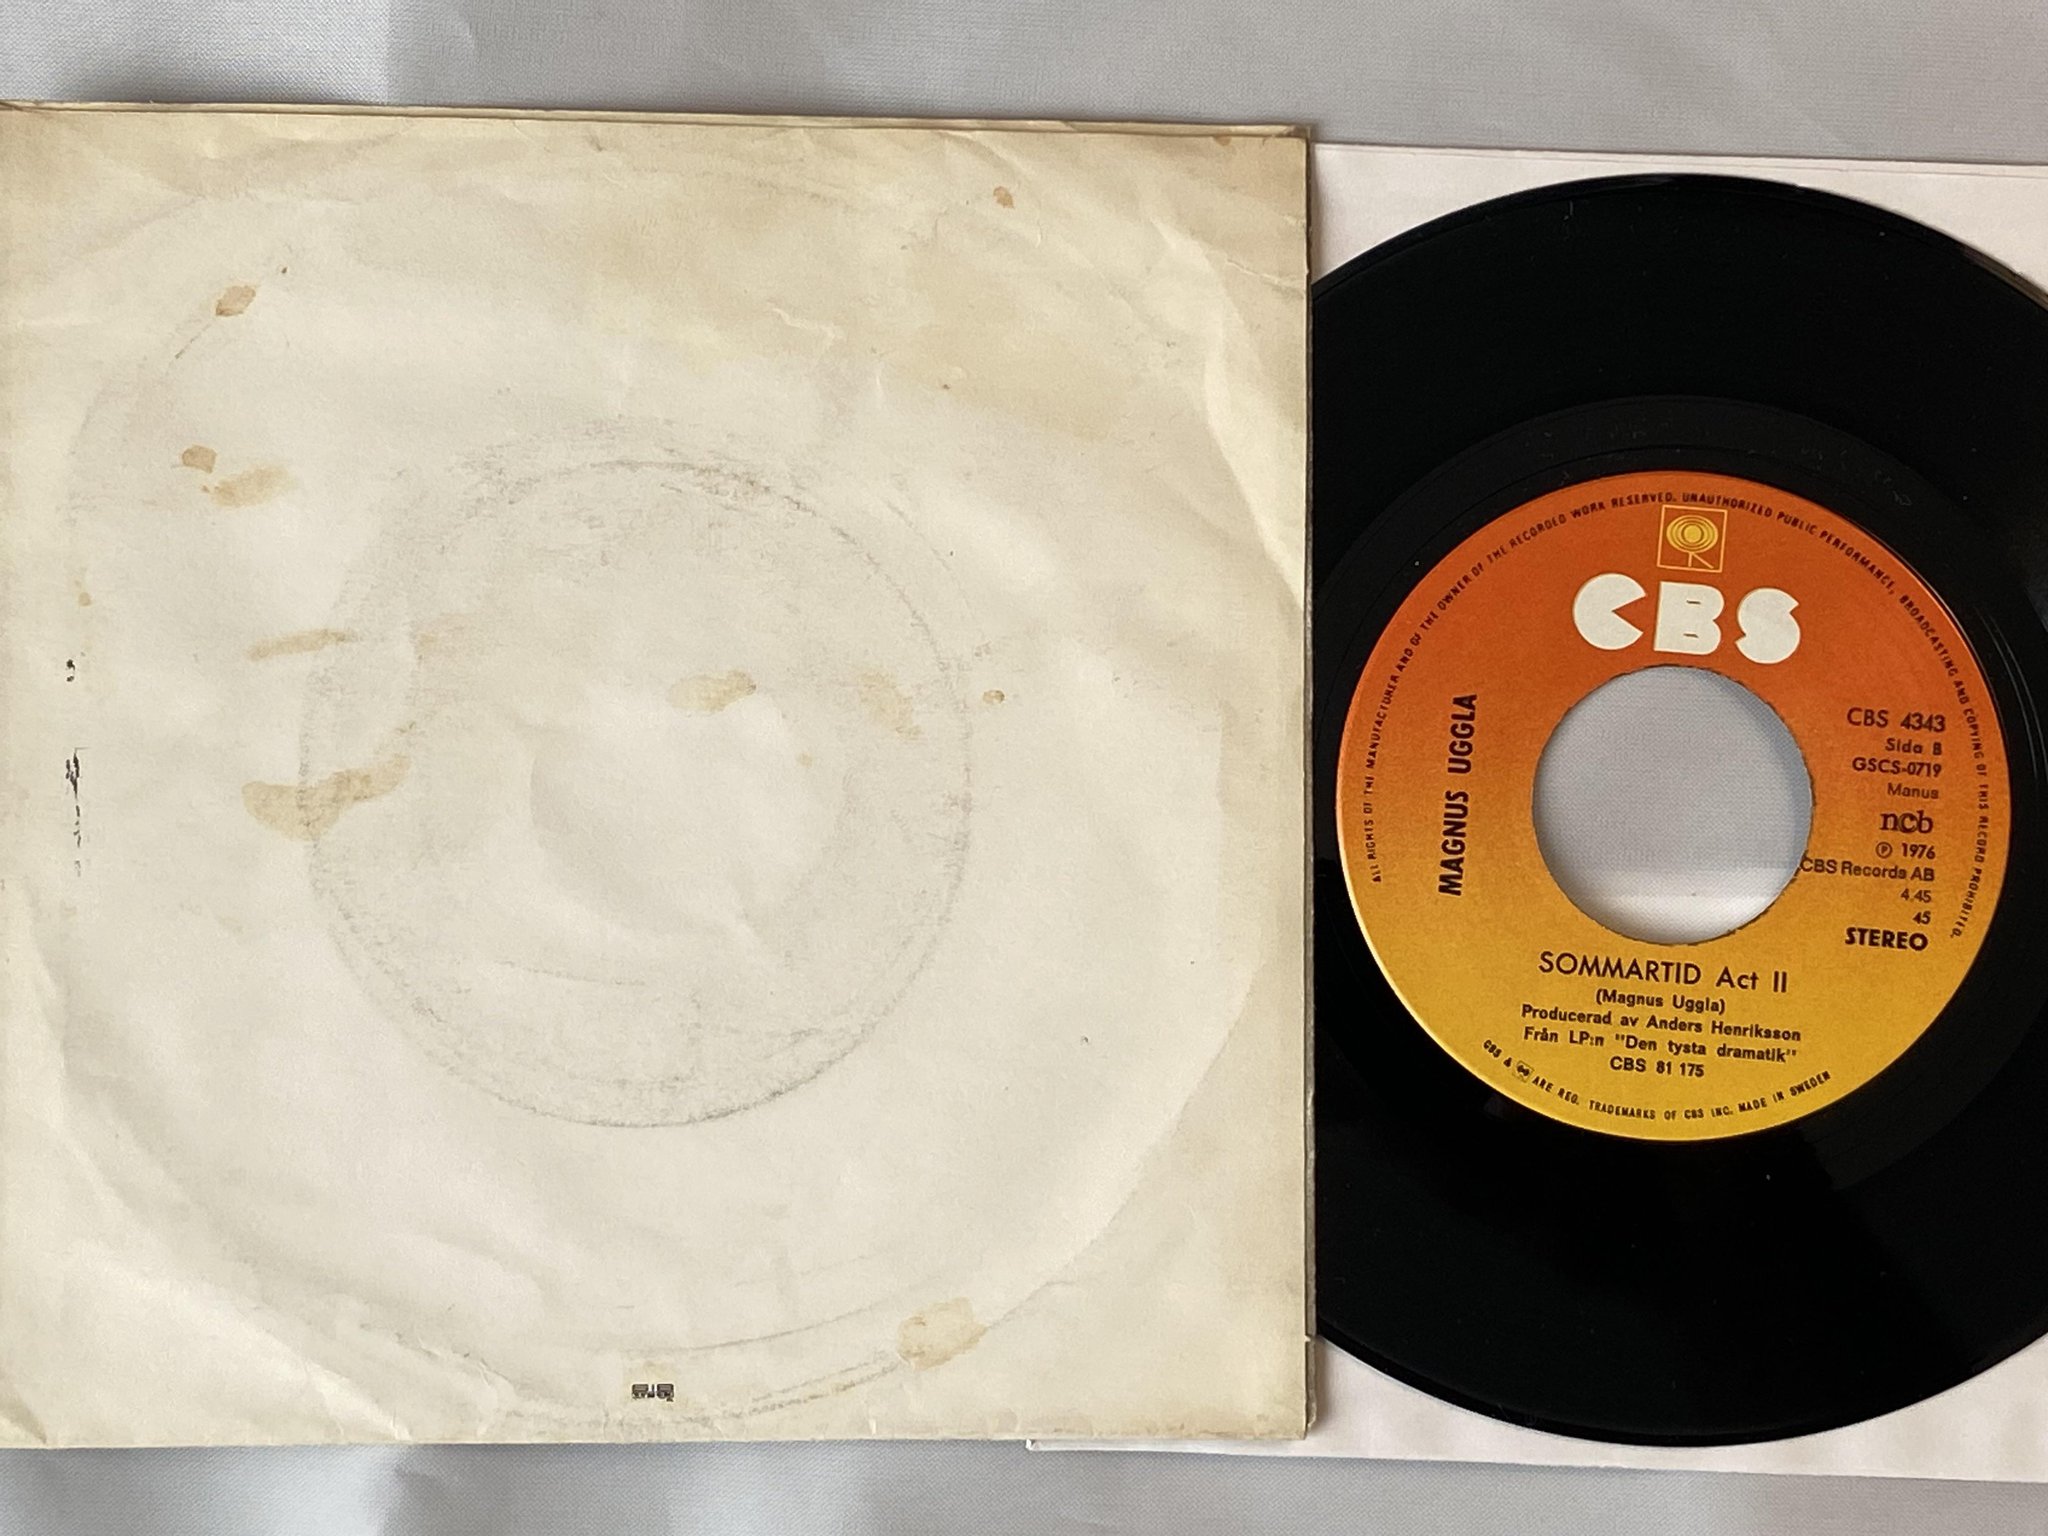 ALL RIGHTS OF THE MANUFACTURER AND OF THE OWNER OF THE RECORDED WORK RESERVED. UNAUTHORIZED PUBLIC PERFORMANCE, BROADCASTING AND COPYING OF THIS RECORD PROHIBITED.
CBS
MAGNUS UGGLA
CBS 4343
Sida B
GSCS-0719
Manus
ncb
Ⓟ 1976
CBS Records AB
4.45
45
STEREO
SOMMARTID Act II
(Magnus Uggla)
Producerad av Anders Henriksson
Från LP:n "Den tysta dramatik"
CBS 81 175
CBS & ARE REG. TRADEMARKS OF CBS INC. MADE IN SWEDEN